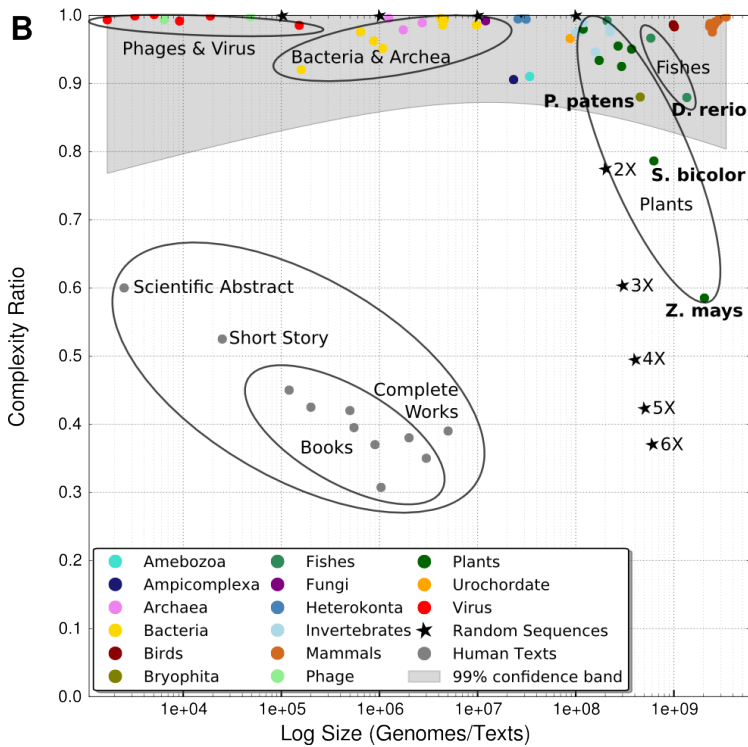 B
1.0
0.9
0.8
0.7
0.6
0.5
0.4
0.3
0.2
0.1
0.0
Complexity Ratio
Phages & Virus
Bacteria & Archea
Fishes
P. patens
D. rerio
2X
S. bicolor
Plants
3X
Z. mays
Scientific Abstract
Short Story
4X
Complete
Works
5X
Books
6X
Amebozoa
Ampicomplexa
Archaea
Bacteria
Birds
Bryophita
Fishes
Fungi
Heterokonta
Invertebrates
Mammals
Phage
Plants
Urochordate
Virus
Random Sequences
Human Texts
99% confidence band
1e+04
1e+05
1e+06
1e+07
1e+08
1e+09
Log Size (Genomes/Texts)